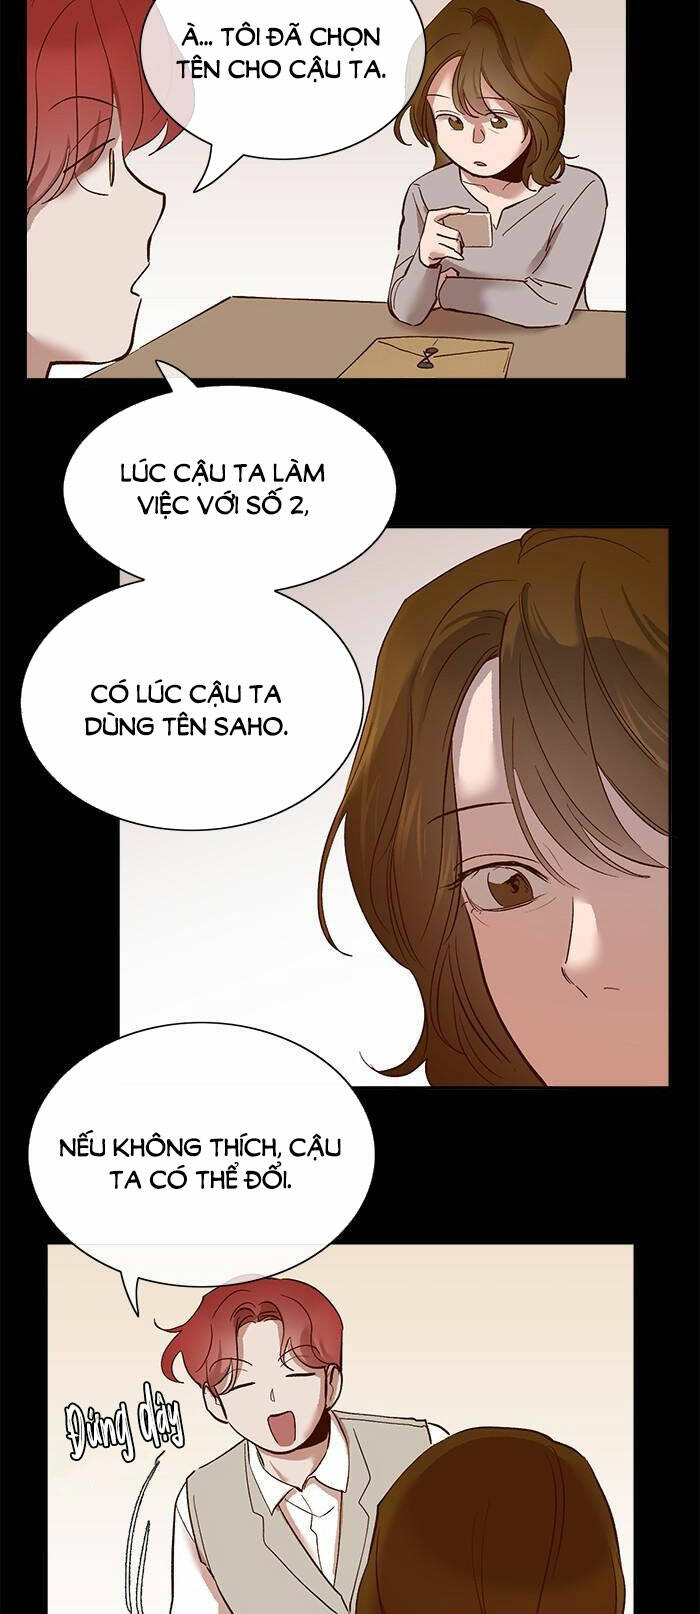 À... TÔI ĐÃ CHỌN
TÊN CHO CẬU TA.
LÚC CẬU TA LÀM
VIỆC VỚI SỐ 2,
CÓ LÚC CẬU TA
DÙNG TÊN SAHO.
NẾU KHÔNG THÍCH, CẬU
TA CÓ THỂ ĐỔI.
Đứng dậy